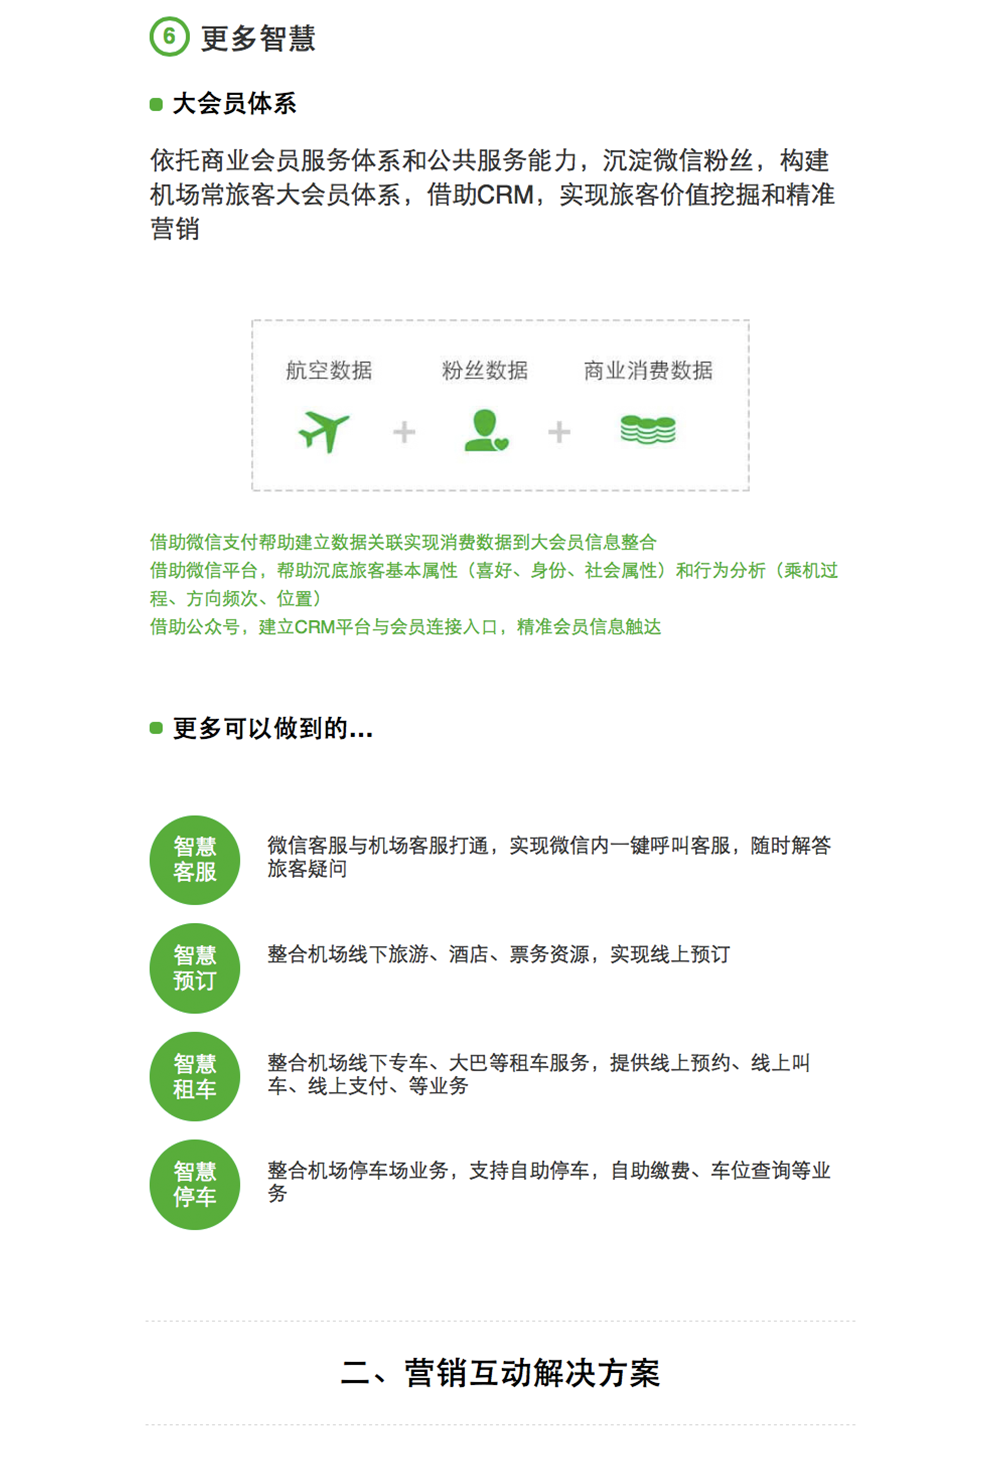 6 更多智慧
大会员体系
依托商业会员服务体系和公共服务能力，沉淀微信粉丝，构建
机场常旅客大会员体系，借助CRM，实现旅客价值挖掘和精准
营销
航空数据 粉丝数据 商业消费数据
+ +
借助微信支付帮助建立数据关联实现消费数据到大会员信息整合
借助微信平台，帮助沉底旅客基本属性（喜好、身份、社会属性）和行为分析（乘机过
程、方向频次、位置）
借助公众号，建立CRM平台与会员连接入口，精准会员信息触达
更多可以做到的...
智慧
客服
微信客服与机场客服打通，实现微信内一键呼叫客服，随时解答
旅客疑问
智慧
预订
整合机场线下旅游、酒店、票务资源，实现线上预订
智慧
租车
整合机场线下专车、大巴等租车服务，提供线上预约、线上叫
车、线上支付、等业务
智慧
停车
整合机场停车场业务，支持自助停车，自助缴费、车位查询等业
务
二、营销互动解决方案